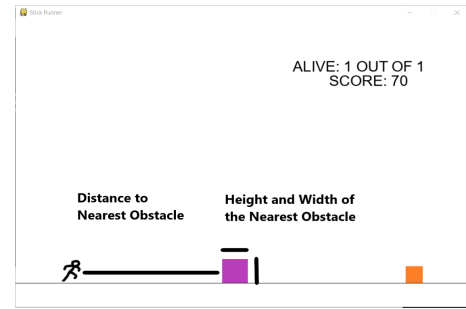 Stick Runner
ALIVE: 1 OUT OF 1
SCORE: 70
Distance to
Nearest Obstacle
Height and Width of
the Nearest Obstacle